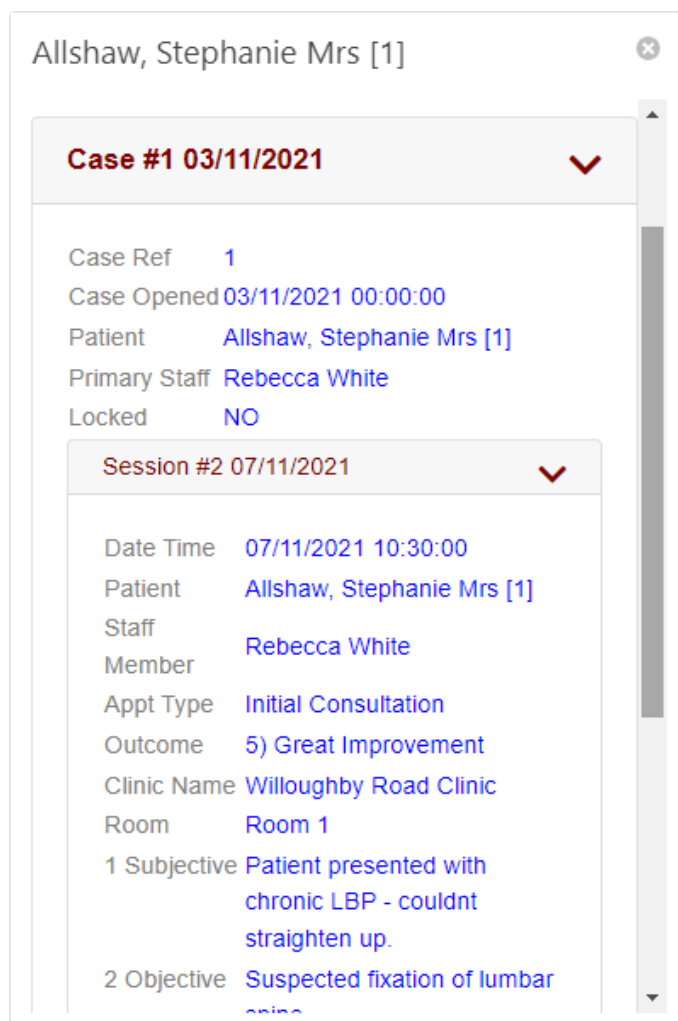 Allshaw, Stephanie Mrs [1]
Case #1 03/11/2021
Case Ref 1
Case Opened 03/11/2021 00:00:00
Patient Allshaw, Stephanie Mrs [1]
Primary Staff Rebecca White
Locked NO
Session #2 07/11/2021
Date Time 07/11/2021 10:30:00
Patient Allshaw, Stephanie Mrs [1]
Staff
Member Rebecca White
Appt Type Initial Consultation
Outcome 5) Great Improvement
Clinic Name Willoughby Road Clinic
Room Room 1
1 Subjective Patient presented with
chronic LBP - couldnt
straighten up.
2 Objective Suspected fixation of lumbar
spine